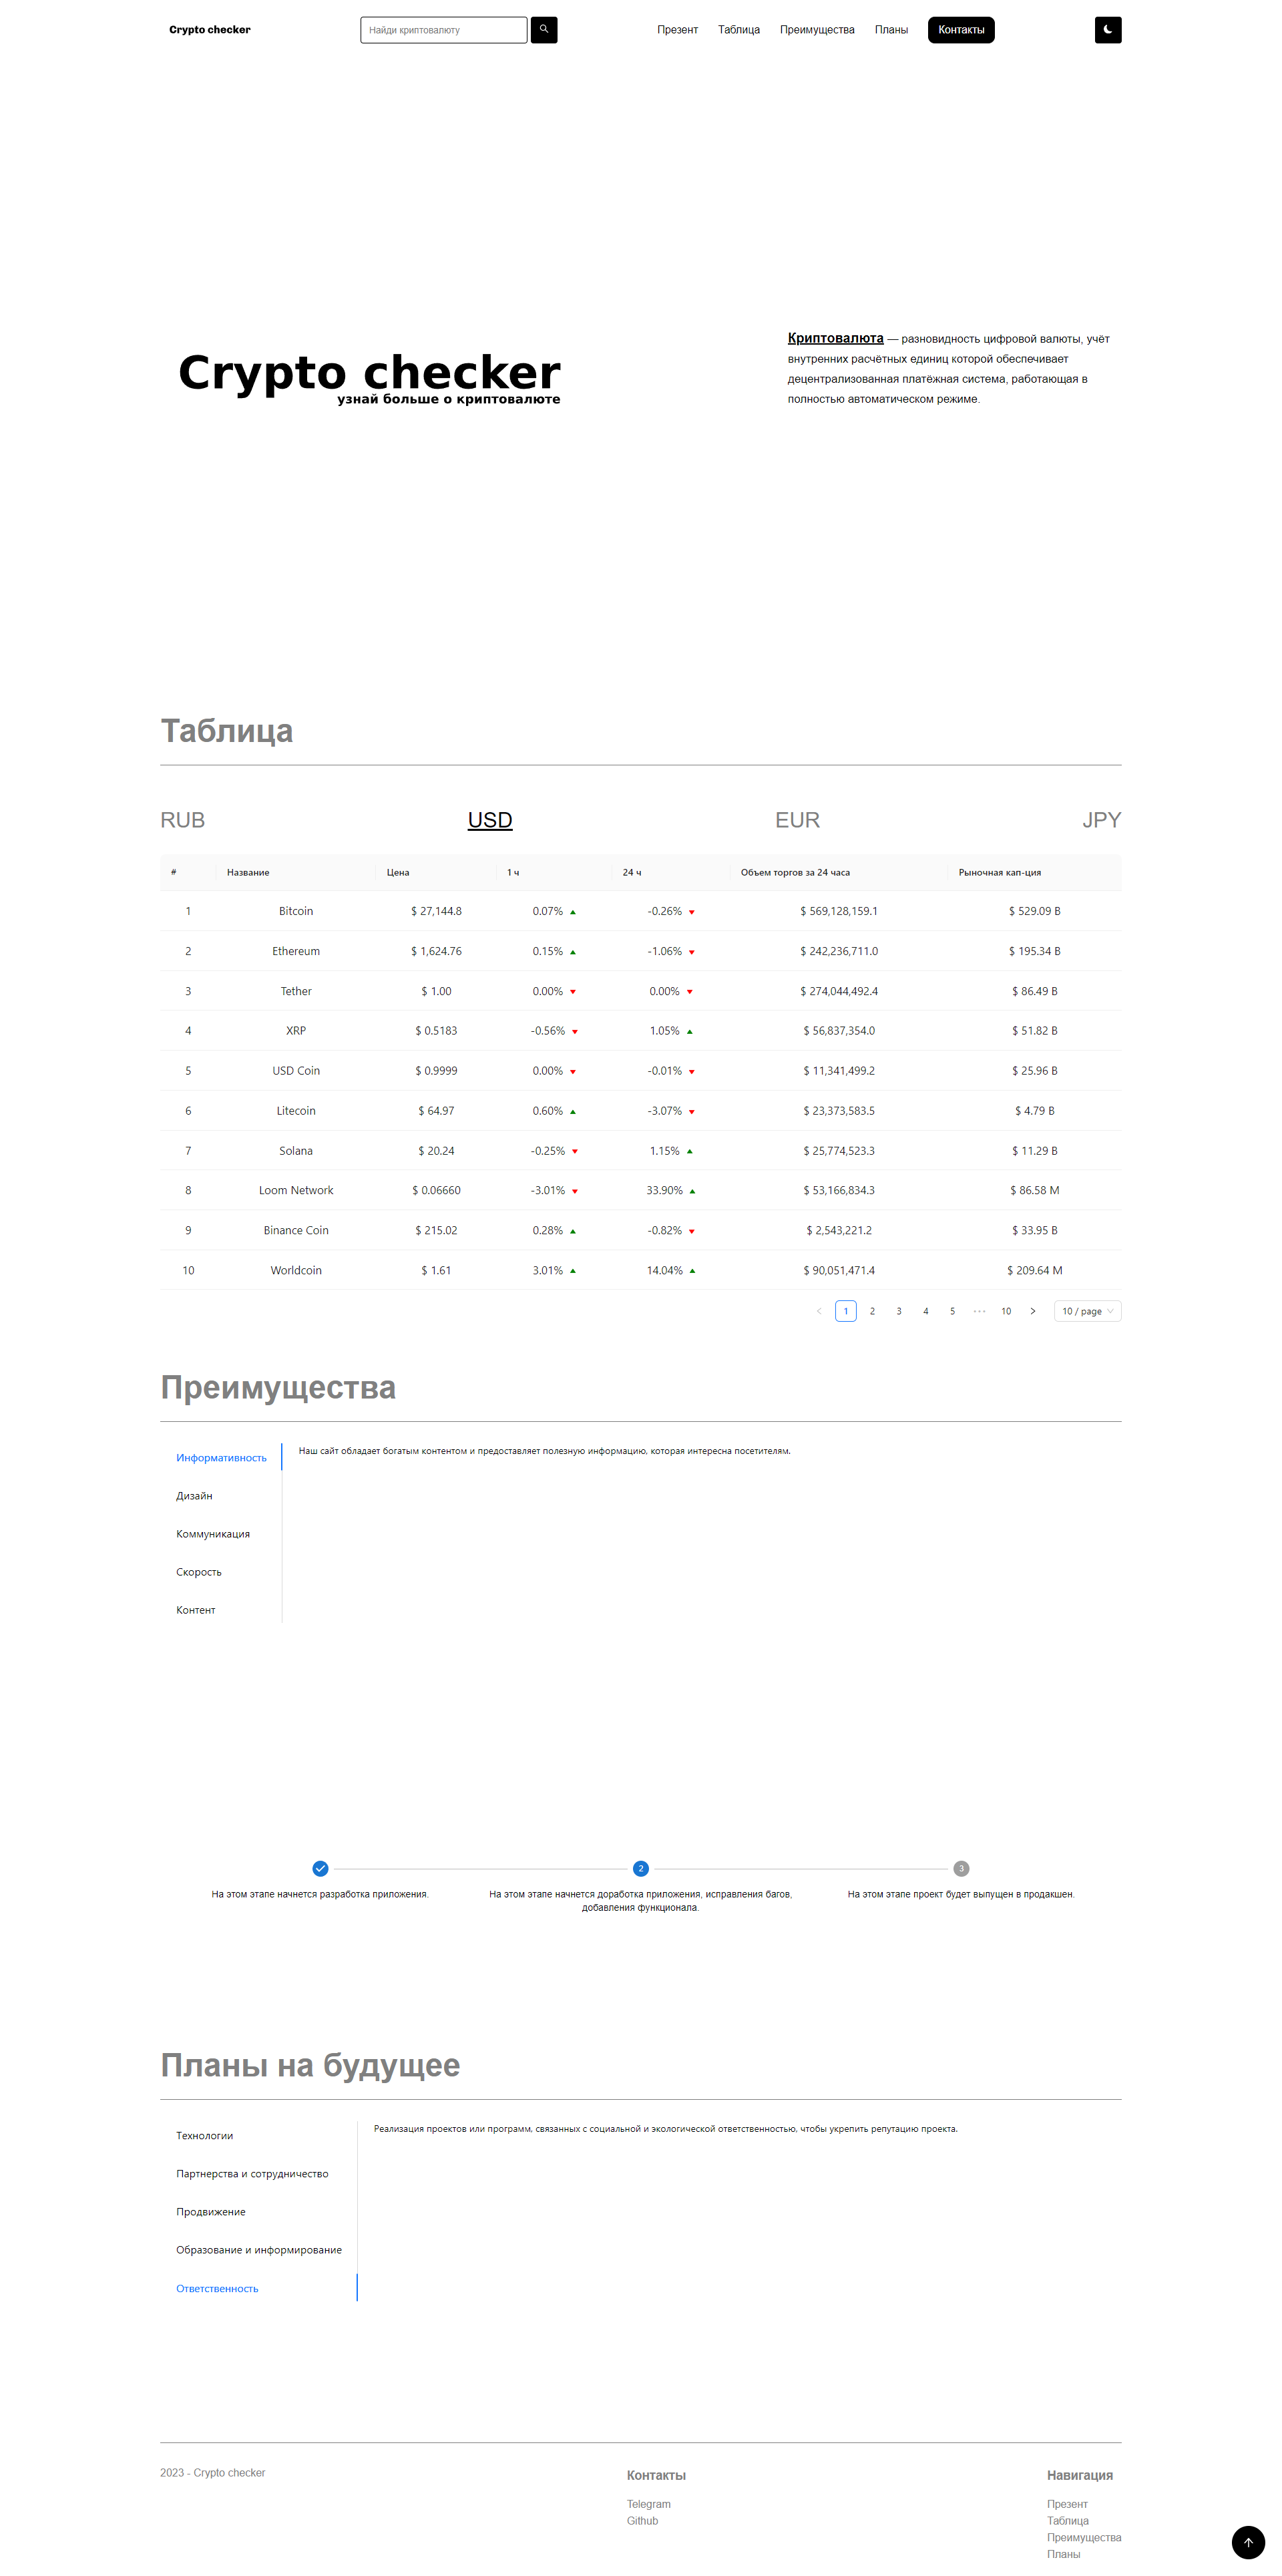 Crypto checker
Найди криптовалюту
Презент
Таблица
Преимущества
Планы
Контакты
Криптовалюта — разновидность цифровой валюты, учёт
внутренних расчётных единиц которой обеспечивает
децентрализованная платёжная система, работающая в
полностью автоматическом режиме.
Crypto checker
узнай больше о криптовалюте
Таблица
RUB USD EUR JPY
# Название Цена 1 ч 24 ч Объем торгов за 24 часа Рыночная кап-ция
1 Bitcoin $ 27,144.8 0.07% -0.26% $ 569,128,159.1 $ 529.09 B
2 Ethereum $ 1,624.76 0.15% -1.06% $ 242,236,711.0 $ 195.34 B
3 Tether $ 1.00 0.00% 0.00% $ 274,044,492.4 $ 86.49 B
4 XRP $ 0.5183 -0.56% 1.05% $ 56,837,354.0 $ 51.82 B
5 USD Coin $ 0.9999 0.00% -0.01% $ 11,341,499.2 $ 25.96 B
6 Litecoin $ 64.97 0.60% -3.07% $ 23,373,583.5 $ 4.79 B
7 Solana $ 20.24 -0.25% 1.15% $ 25,774,523.3 $ 11.29 B
8 Loom Network $ 0.06660 -3.01% 33.90% $ 53,166,834.3 $ 86.58 M
9 Binance Coin $ 215.02 0.28% -0.82% $ 2,543,221.2 $ 33.95 B
10 Worldcoin $ 1.61 3.01% 14.04% $ 90,051,471.4 $ 209.64 M
1 2 3 4 5 ••• 10 10 / page
Преимущества
Информативность
Дизайн
Коммуникация
Скорость
Контент
Наш сайт обладает богатым контентом и предоставляет полезную информацию, которая интересна посетителям.
2
3
На этом этапе начнется разработка приложения.
На этом этапе начнется доработка приложения, исправления багов,
добавления функционала.
На этом этапе проект будет выпущен в продакшен.
Планы на будущее
Технологии
Партнерства и сотрудничество
Продвижение
Образование и информирование
Ответственность
Реализация проектов или программ, связанных с социальной и экологической ответственностью, чтобы укрепить репутацию проекта.
2023 - Crypto checker
Контакты
Telegram
Github
Навигация
Презент
Таблица
Преимущества
Планы